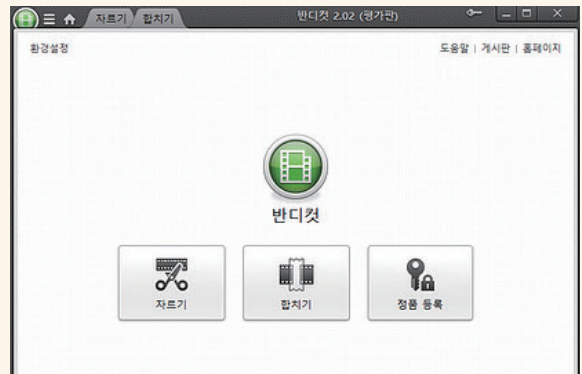 자르기 합치기 반디컷 2.02 (평가판)
환경설정 도움말 | 게시판 | 홈페이지
반디컷
자르기 합치기 정품 등록